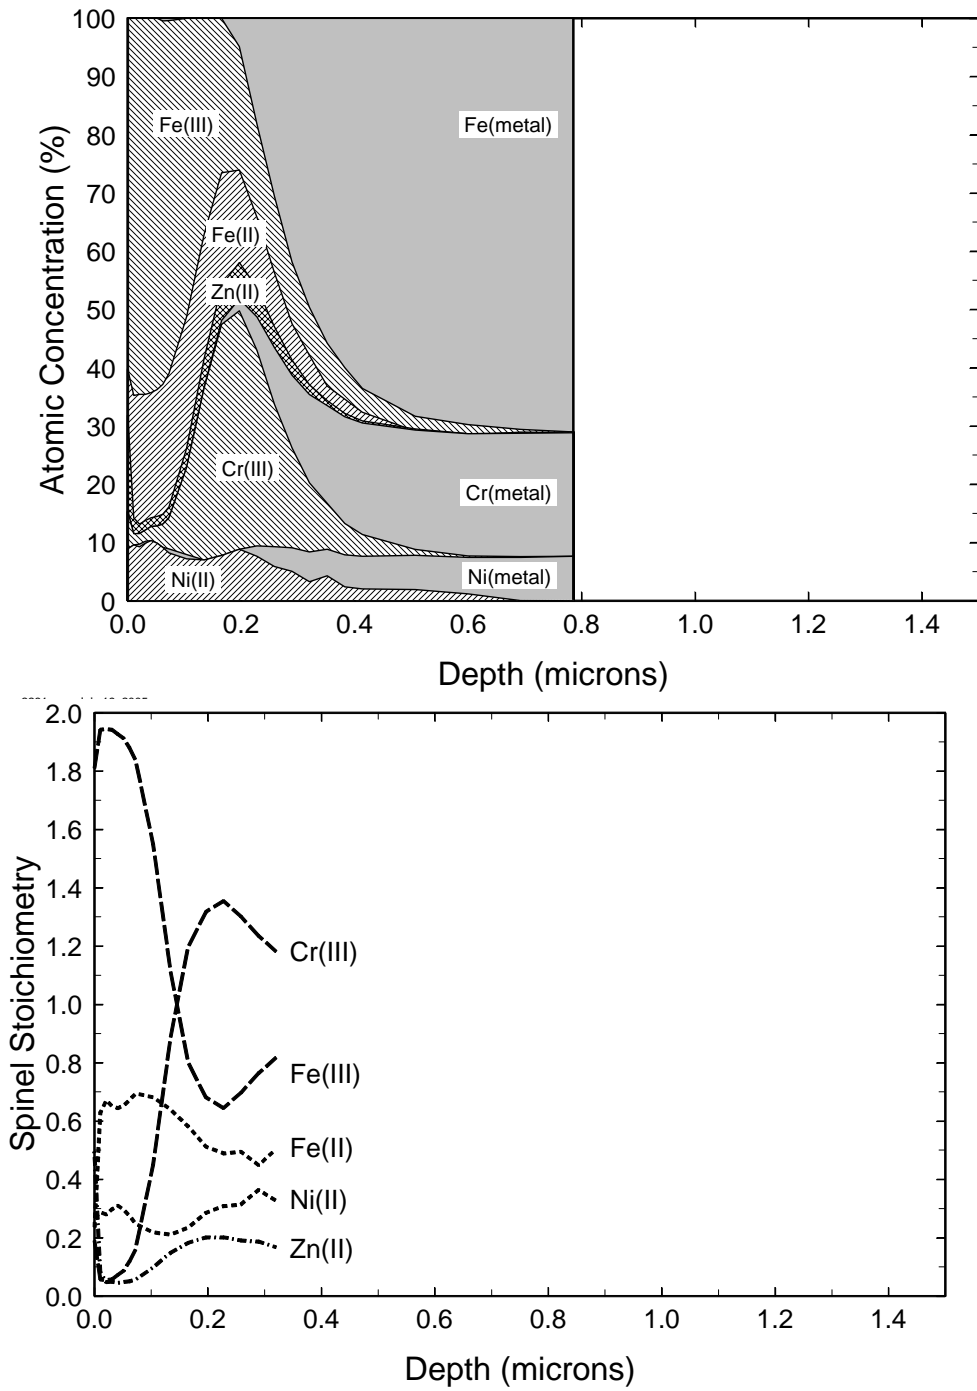 100
90
80
70
60
50
40
30
20
10
0
Atomic Concentration (%)
Fe(III)
Fe(metal)
Fe(II)
Zn(II)
Cr(III)
Cr(metal)
Ni(II)
Ni(metal)
0.0 0.2 0.4 0.6 0.8 1.0 1.2 1.4
Depth (microns)
2.0
1.8
1.6
1.4
1.2
1.0
0.8
0.6
0.4
0.2
0.0
Spinel Stoichiometry
Cr(III)
Fe(III)
Fe(II)
Ni(II)
Zn(II)
0.0 0.2 0.4 0.6 0.8 1.0 1.2 1.4
Depth (microns)